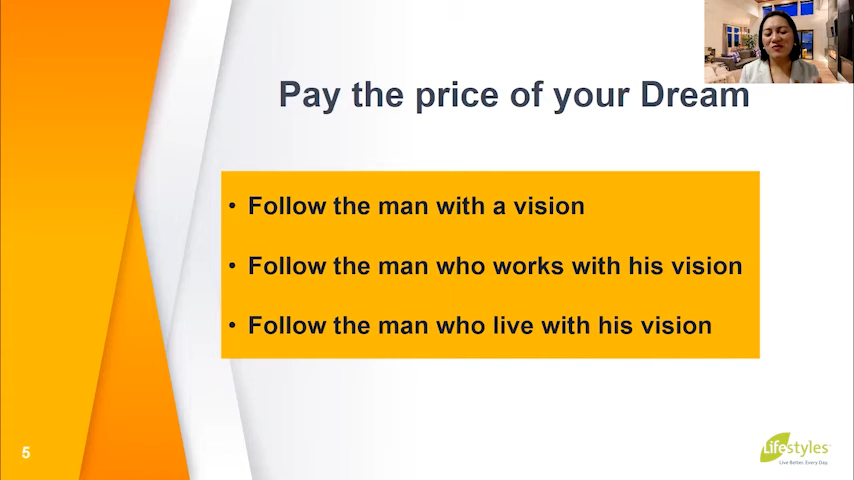 Pay the price of your Dream
• Follow the man with a vision
• Follow the man who works with his vision
• Follow the man who live with his vision
5
Lifestyles
Live Better. Every Day.